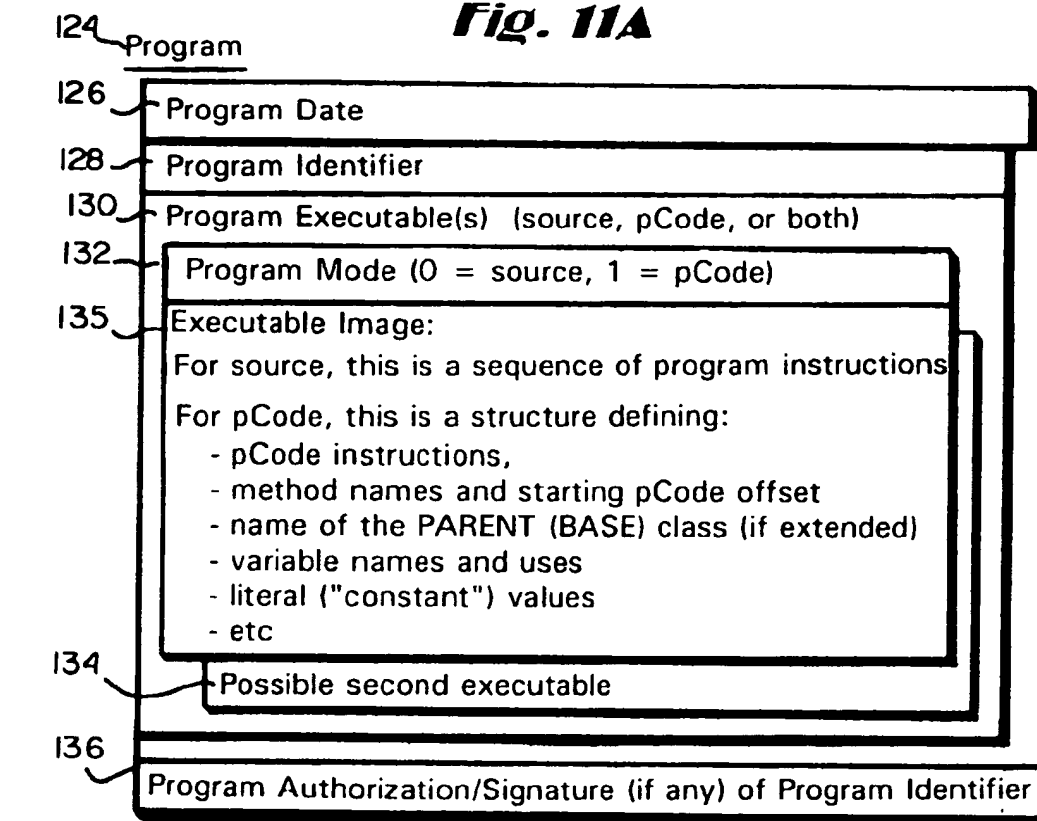 Fig. 11A
124 Program
126 Program Date
128 Program Identifier
130 Program Executable(s) (source, pCode, or both)
132 Program Mode (0 = source, 1 = pCode)
135 Executable Image:
For source, this is a sequence of program instructions
For pCode, this is a structure defining:
- pCode instructions,
- method names and starting pCode offset
- name of the PARENT (BASE) class (if extended)
- variable names and uses
- literal ("constant") values
- etc
134 Possible second executable
136 Program Authorization/Signature (if any) of Program Identifier